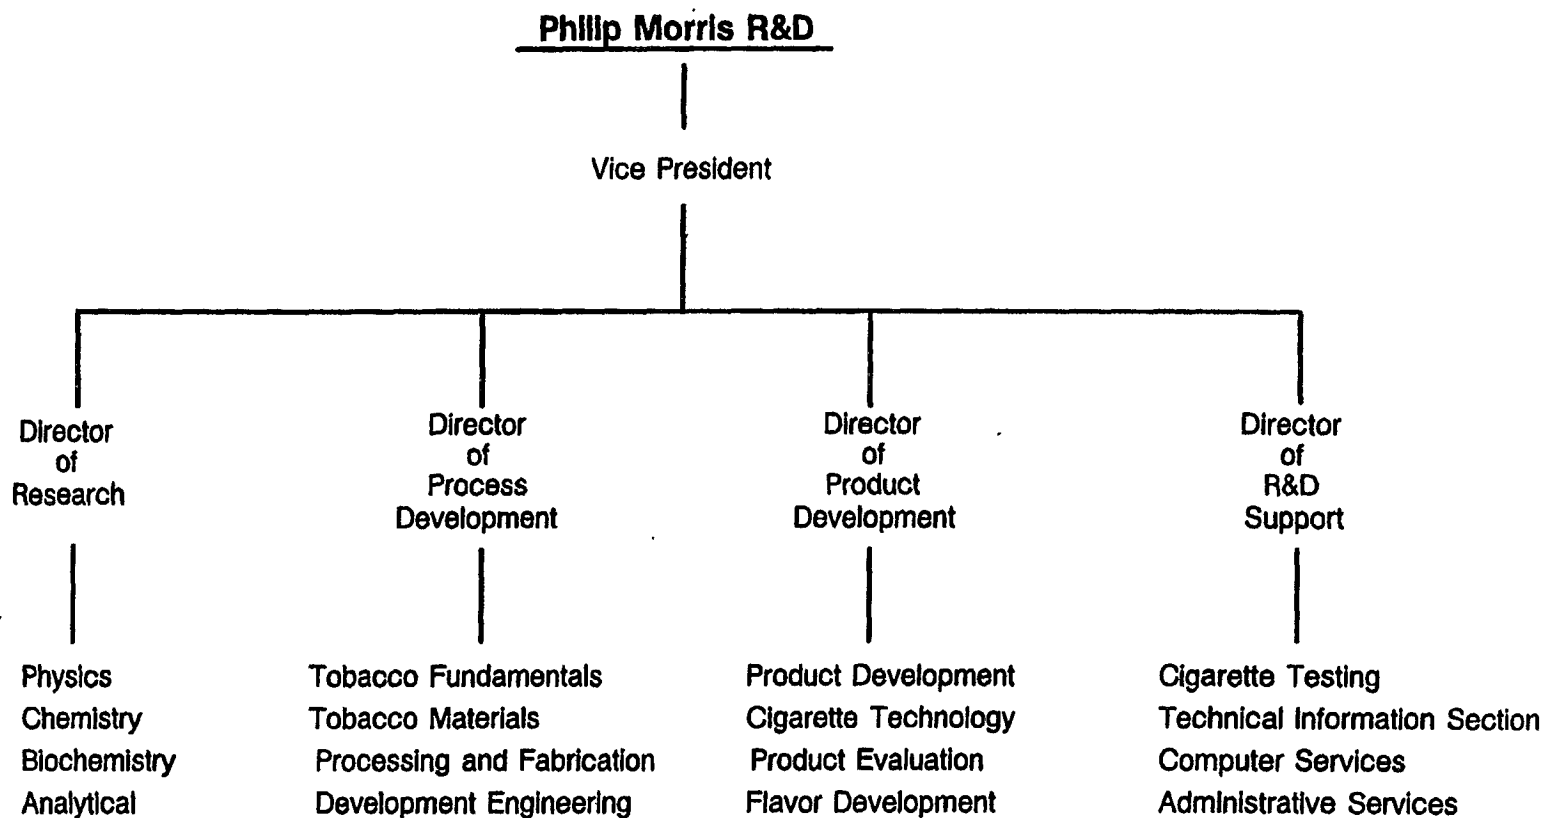 Philip Morris R&D
Vice President
Director
of
Research
Director
of
Process
Development
Director
of
Product
Development
Director
of
R&D
Support
Physics
Chemistry
Biochemistry
Analytical
Tobacco Fundamentals
Tobacco Materials
Processing and Fabrication
Development Engineering
Product Development
Cigarette Technology
Product Evaluation
Flavor Development
Cigarette Testing
Technical Information Section
Computer Services
Administrative Services